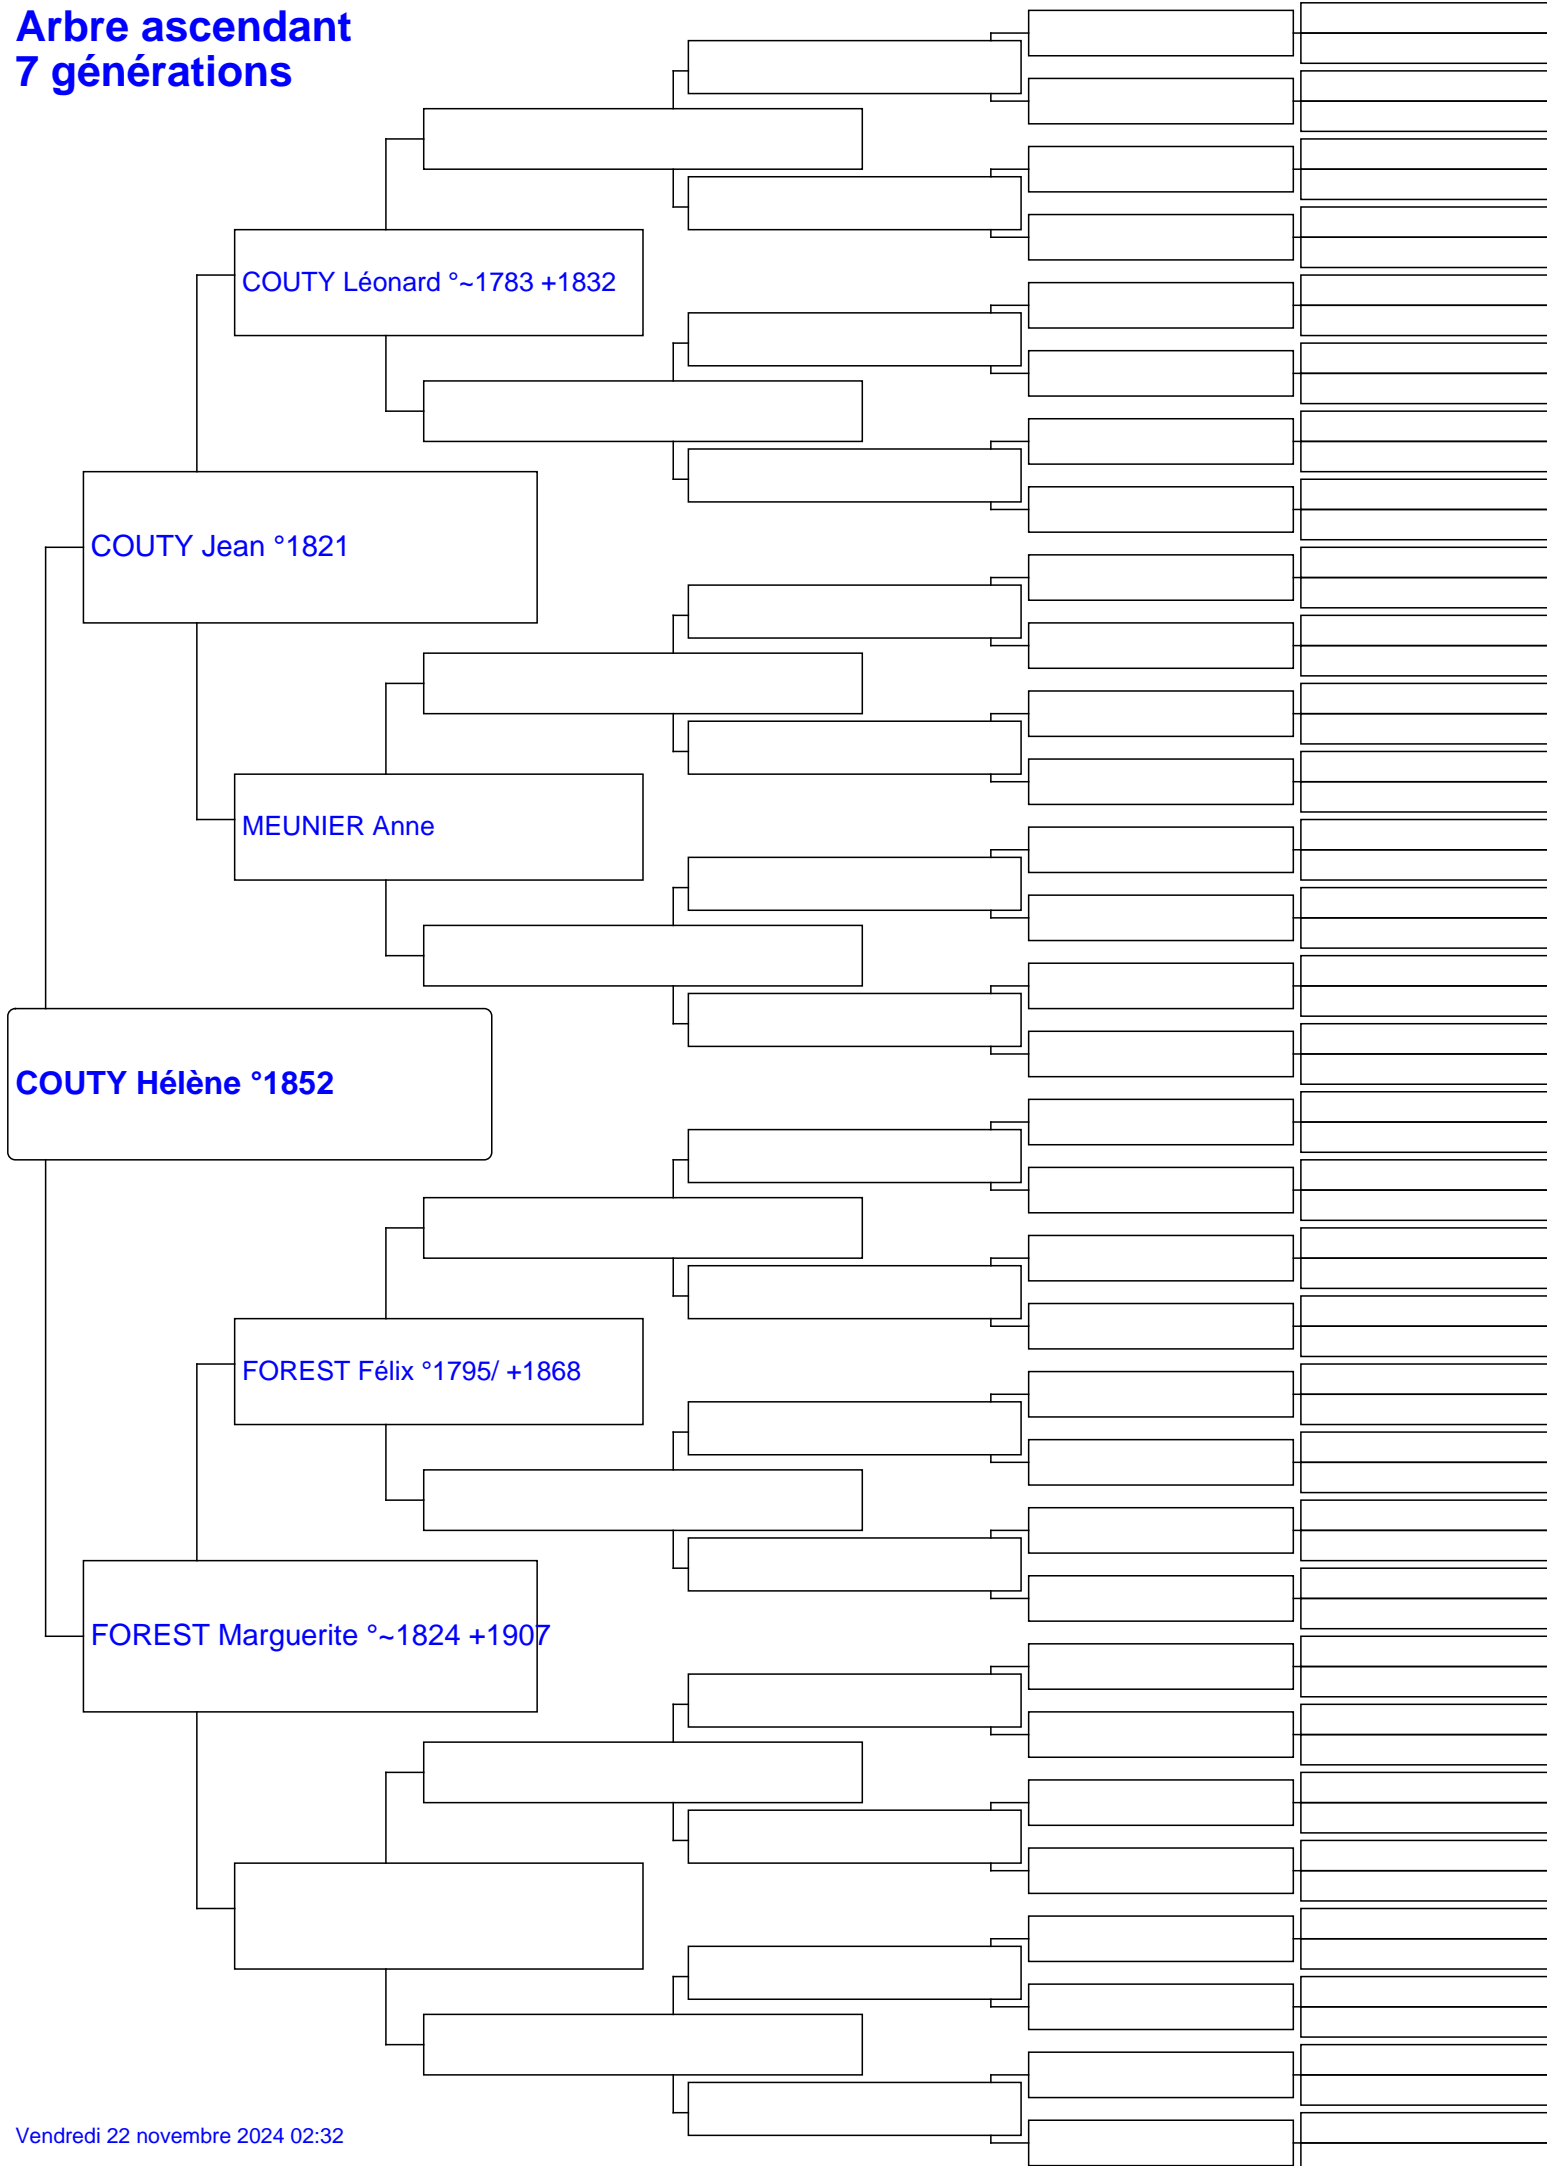 Arbre ascendant
7 générations
COUTY Léonard °~1783 +1832
COUTY Jean °1821
MEUNIER Anne
COUTY Hélène °1852
FOREST Félix °1795/ +1868
FOREST Marguerite °~1824 +1907
Vendredi 22 novembre 2024 02:32